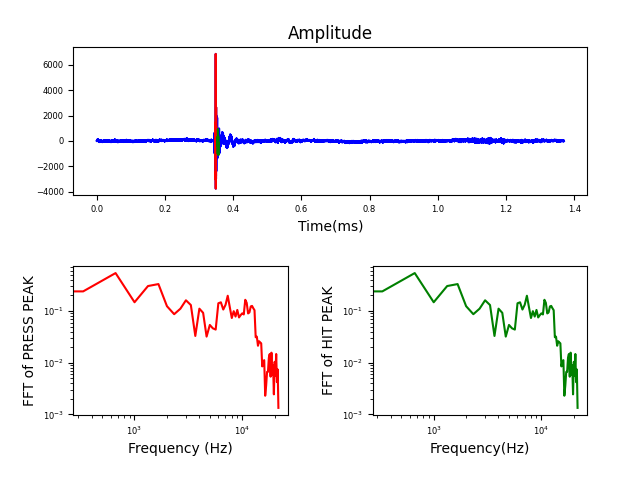 Amplitude
6000
4000
2000
0
−2000
−4000
0.0 0.2 0.4 0.6 0.8 1.0 1.2 1.4
Time(ms)
FFT of PRESS PEAK
10⁻¹
10⁻²
10⁻³
10³ 10⁴
Frequency (Hz)
FFT of HIT PEAK
10⁻¹
10⁻²
10⁻³
10³ 10⁴
Frequency(Hz)